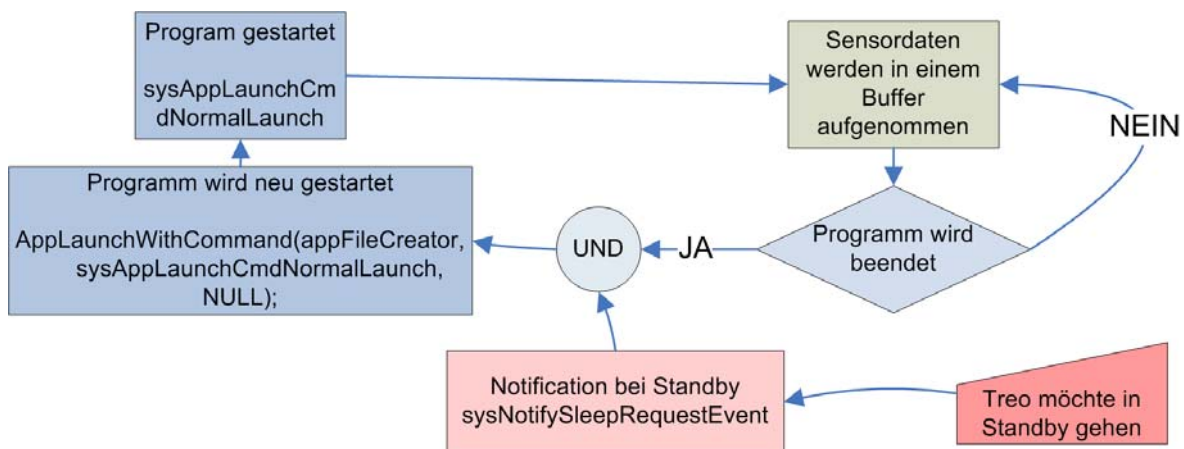 Program gestartet
sysAppLaunchCm
dNormalLaunch
Sensordaten
werden in einem
Buffer
aufgenommen
NEIN
Programm wird neu gestartet
AppLaunchWithCommand(appFileCreator,
sysAppLaunchCmdNormalLaunch,
NULL);
UND
JA
Programm wird
beendet
Notification bei Standby
sysNotifySleepRequestEvent
Treo möchte in
Standby gehen